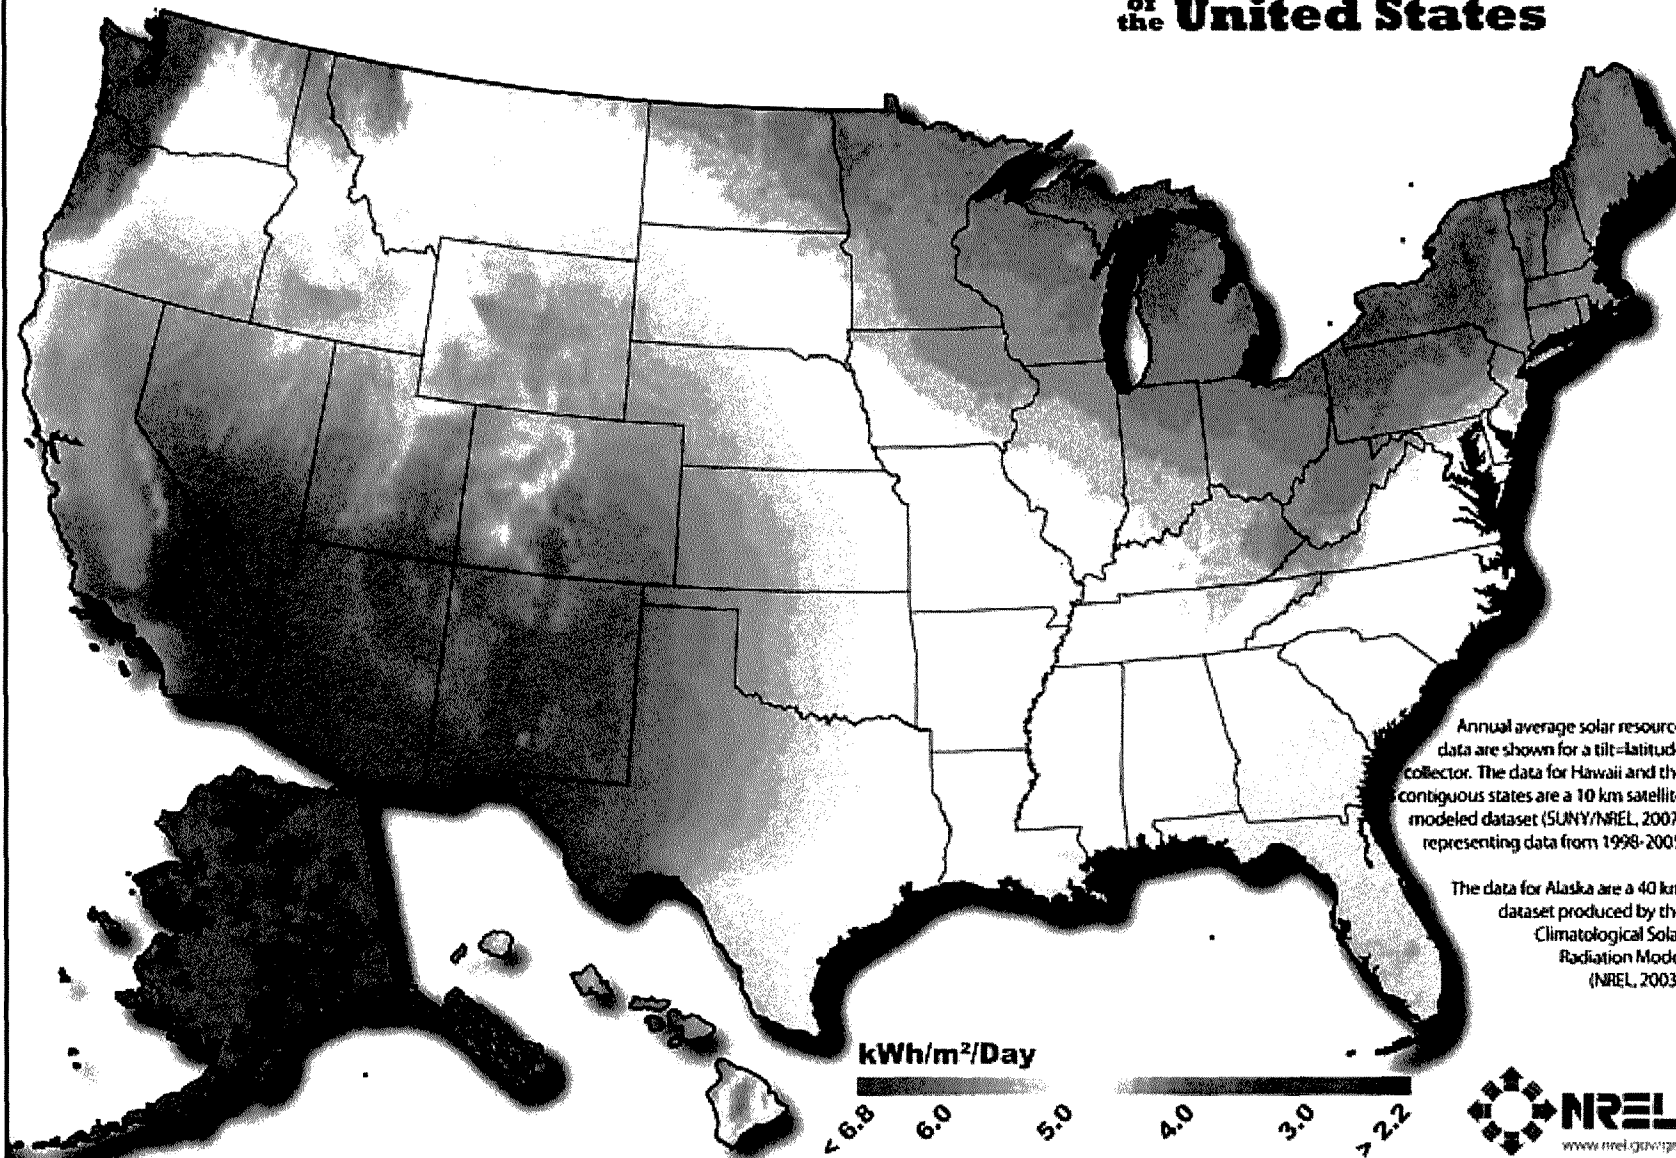 of
the United States
Annual average solar resourc
data are shown for a tilt=latitud
collector. The data for Hawaii and th
contiguous states are a 10 km satellit
modeled dataset (SUNY/NREL, 2007
representing data from 1998-200
The data for Alaska are a 40 km
dataset produced by th
Climatological Sola
Radiation Mode
(NREL, 2003
kWh/m²/Day
< 6.8
6.0
5.0
4.0
3.0
> 2.2
NREL